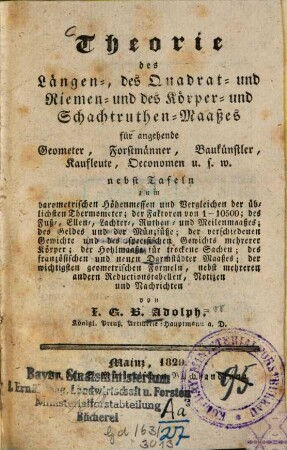 Theorie
des
Längen-, des Quadrat- und
Riemen- und des Körper- und
Schachtruthen-Maaßes
für angehende
Geometer, Forstmänner, Baukünstler,
Kaufleute, Oeconomen u. s. w.
nebst Tafeln
zum
barometrischen Höhenmessen und Vergleichen der üb-
lichsten Thermometer; der Faktoren von 1–10500; des
Fuß-, Ellen-, Lachter-, Ruthen- und Meilenmaaßes;
des Geldes und der Münzfüße; der verschiedenen
Gewichte und des specifischen Gewichts mehrerer
Körper; der Hohlmaaße für trockene Sachen; des
französischen und neuen Darmstädter Maaßes; der
wichtigsten geometrischen Formeln, nebst mehreren
andern Reductionstabellen, Notizen
und Nachrichten
von
F. G. B. Adolph,
Königl. Preuß. Artillerie-Hauptmann a. D.
Mainz, 182
Bayer. Staatsministerium
Landwirtschaft und Forsten
Ministerialforstabteilung
Bücherei
Aa
27